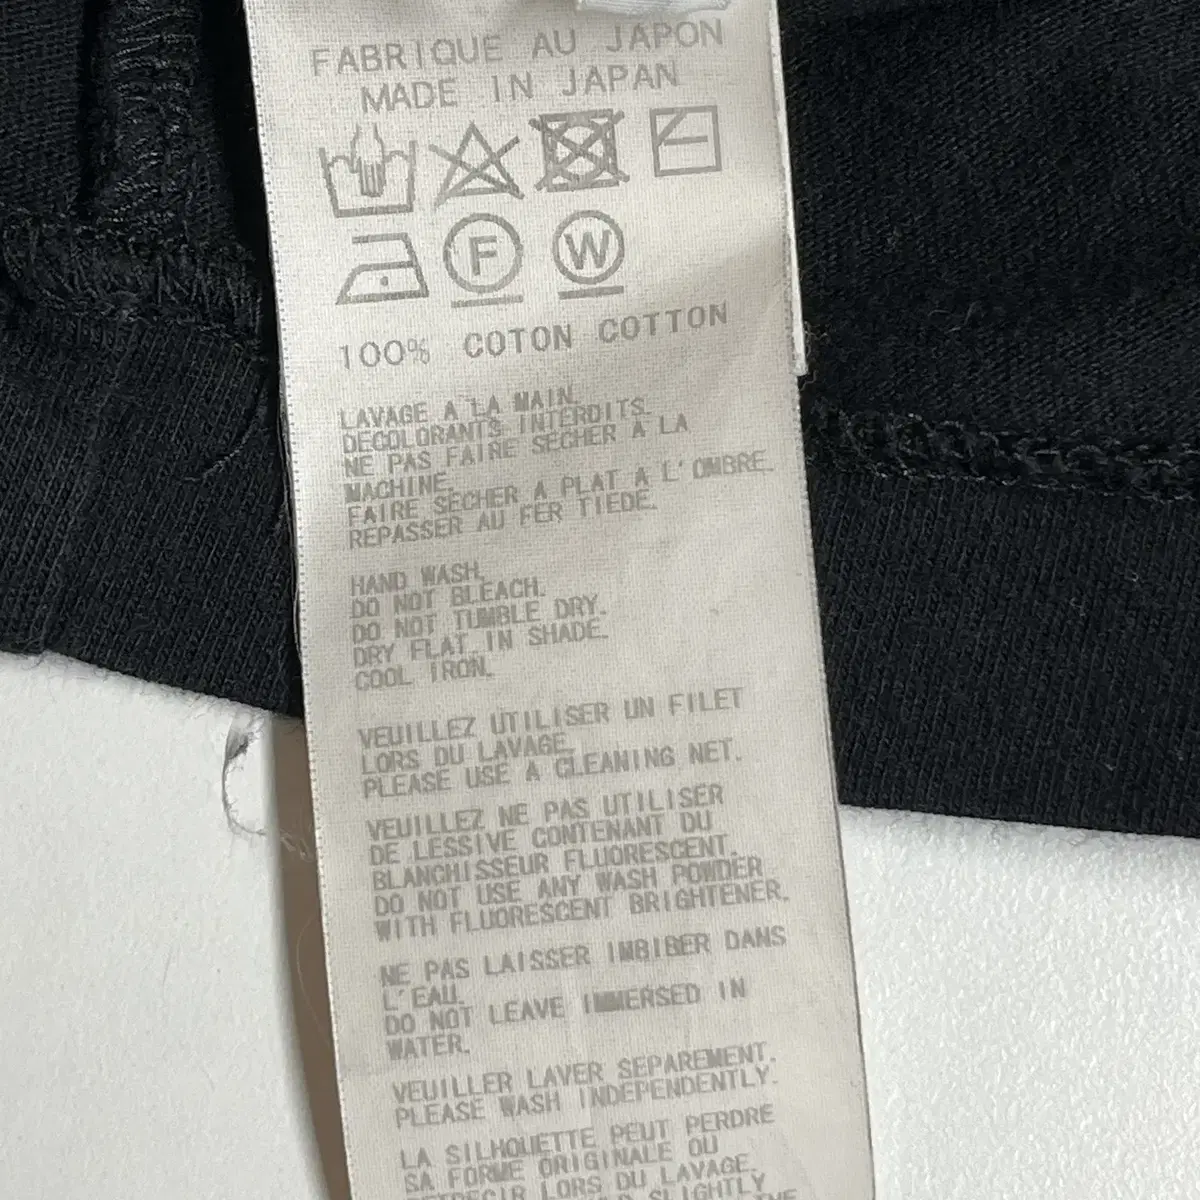 FABRIQUE AU JAPON
MADE IN JAPAN
F W
100% COTON COTTON
LAVAGE A LA MAIN.
DECOLORANTS INTERDITS.
NE PAS FAIRE SECHER A LA
MACHINE.
FAIRE SECHER A PLAT A L'OMBRE.
REPASSER AU FER TIEDE.
HAND WASH.
DO NOT BLEACH.
DO NOT TUMBLE DRY.
DRY FLAT IN SHADE.
COOL IRON.
VEUILLEZ UTILISER UN FILET
LORS DU LAVAGE.
PLEASE USE A CLEANING NET.
VEUILLEZ NE PAS UTILISER
DE LESSIVE CONTENANT DU
BLANCHISSEUR FLUORESCENT.
DO NOT USE ANY WASH POWDER
WITH FLUORESCENT BRIGHTENER.
NE PAS LAISSER IMBIBER DANS
L'EAU.
DO NOT LEAVE IMMERSED IN
WATER.
VEUILLER LAVER SEPAREMENT.
PLEASE WASH INDEPENDENTLY.
LA SILHOUETTE PEUT PERDRE
SA FORME ORIGINALE OU
LORS DU LAVAGE.
SLIGHTLY